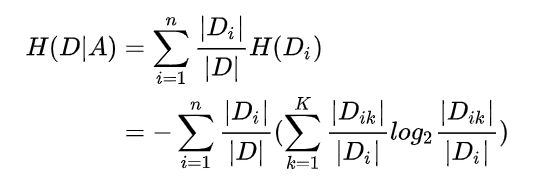 H(D|A) = \sum_{i=1}^{n} \frac{|D_i|}{|D|} H(D_i)
= - \sum_{i=1}^{n} \frac{|D_i|}{|D|} ( \sum_{k=1}^{K} \frac{|D_{ik}|}{|D_i|} log_2 \frac{|D_{ik}|}{|D_i|} )